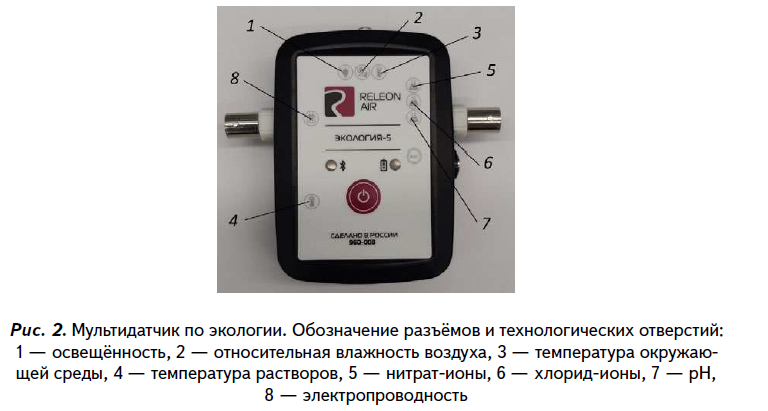 1
2
3
8
5
RELEON
AIR
ЭКОЛОГИЯ-5
6
4
7
СДЕЛАНО В РОССИИ
Рис. 2. Мультидатчик по экологии. Обозначение разъёмов и технологических отверстий:
1 — освещённость, 2 — относительная влажность воздуха, 3 — температура окружаю-
щей среды, 4 — температура растворов, 5 — нитрат-ионы, 6 — хлорид-ионы, 7 — pH,
8 — электропроводность